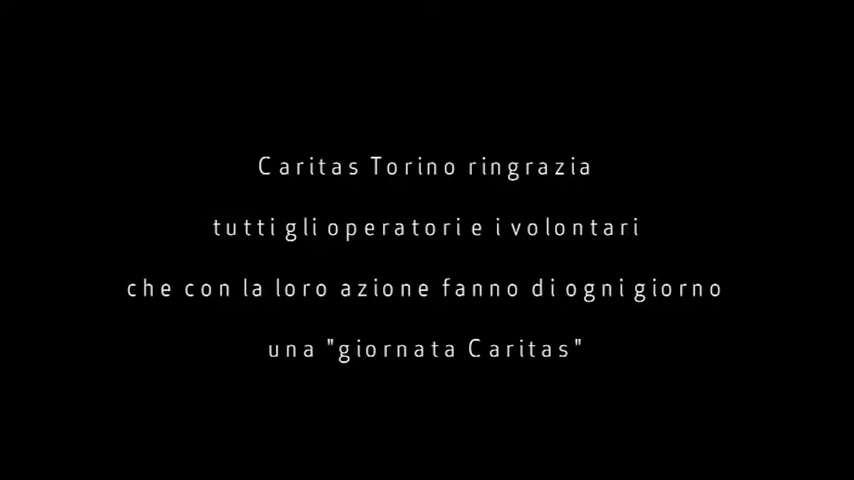 Caritas Torino ringrazia
tutti gli operatori e i volontari
che con la loro azione fanno di ogni giorno
una "giornata Caritas"